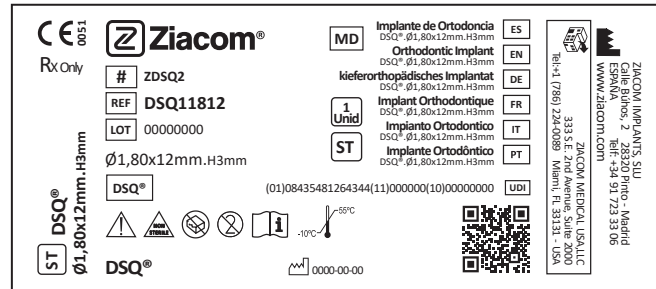 CE 0051
Rx Only
ST DSQ®
Ø1,80x12mm.H3mm
Ziacom®
# ZDSQ2
REF DSQ11812
LOT 00000000
Ø1,80x12mm.H3mm
DSQ®
MD
1
Unid
ST
Implante de Ortodoncia ES
DSQ®.Ø1,80x12mm.H3mm
Orthodontic Implant EN
DSQ®.Ø1,80x12mm.H3mm
kieferorthopädisches Implantat DE
DSQ®.Ø1,80x12mm.H3mm
Implant Orthodontique FR
DSQ®.Ø1,80x12mm.H3mm
Impianto Ortodontico IT
DSQ®.Ø1,80x12mm.H3mm
Implante Ortodôntico PT
DSQ®.Ø1,80x12mm.H3mm
(01)08435481264344(11)000000(10)00000000 UDI
NON
STERILE
2
i
-10ºC
55ºC
DSQ®
0000-00-00
ZIACOM MEDICAL USA,LLC
333 S.E. 2nd Avenue, Suite 2000
Tel:+1 (786) 224-0089 Miami, FL 33131 - USA
ZIACOM IMPLANTS, SLU
Calle Búhos, 2 28320 Pinto - Madrid
ESPAÑA Telf: +34 91 723 33 06
www.ziacom.com